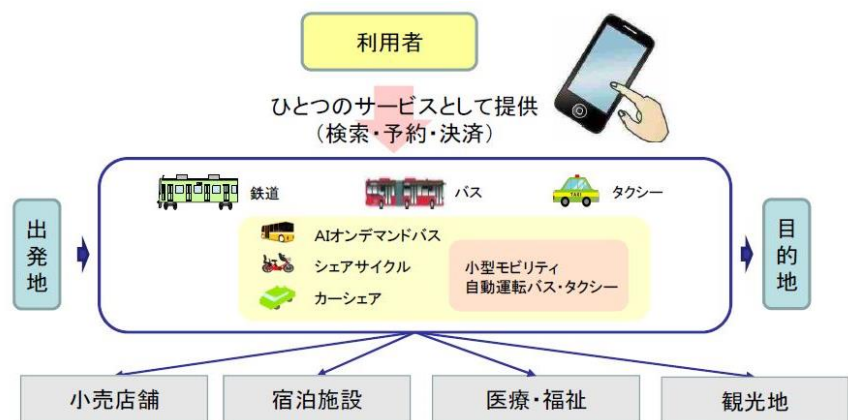 利用者
ひとつのサービスとして提供
（検索・予約・決済）
鉄道
バス
TAXI
タクシー
出発地
AIオンデマンドバス
シェアサイクル
カーシェア
小型モビリティ
自動運転バス・タクシー
目的地
小売店舗
宿泊施設
医療・福祉
観光地